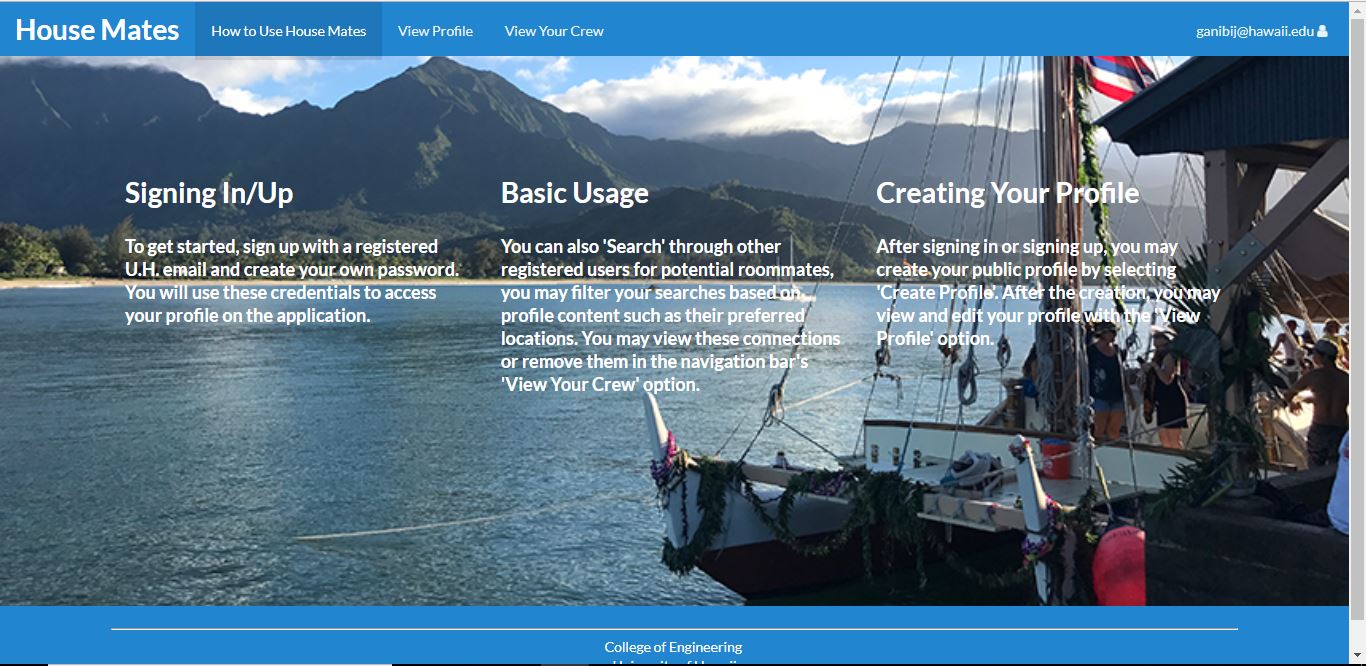 House Mates
How to Use House Mates
View Profile
View Your Crew
ganibij@hawaii.edu
Signing In/Up
To get started, sign up with a registered
U.H. email and create your own password.
You will use these credentials to access
your profile on the application.
Basic Usage
You can also 'Search' through other
registered users for potential roommates,
you may filter your searches based on
profile content such as their preferred
locations. You may view these connections
or remove them in the navigation bar's
'View Your Crew' option.
Creating Your Profile
After signing in or signing up, you may
create your public profile by selecting
'Create Profile'. After the creation, you may
view and edit your profile with the 'View
Profile' option.
College of Engineering
University of Hawaii